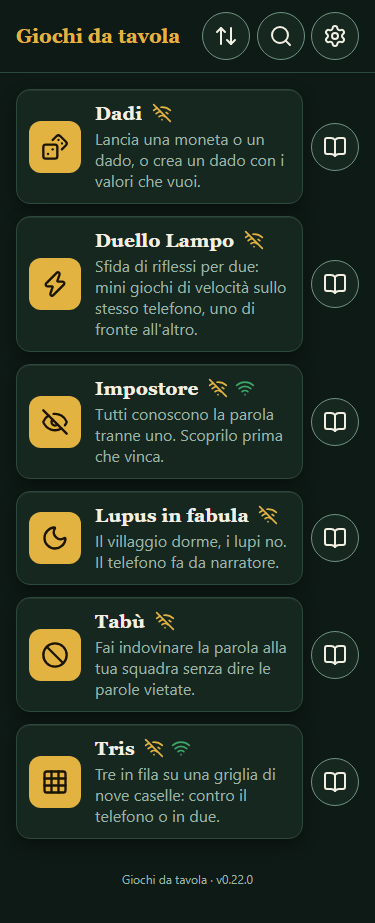 Giochi da tavola
Dadi
Lancia una moneta o un
dado, o crea un dado con i
valori che vuoi.
Duello Lampo
Sfida di riflessi per due:
mini giochi di velocità sullo
stesso telefono, uno di
fronte all'altro.
Impostore
Tutti conoscono la parola
tranne uno. Scoprilo prima
che vinca.
Lupus in fabula
Il villaggio dorme, i lupi no.
Il telefono fa da narratore.
Tabù
Fai indovinare la parola alla
tua squadra senza dire le
parole vietate.
Tris
Tre in fila su una griglia di
nove caselle: contro il
telefono o in due.
Giochi da tavola · v0.22.0